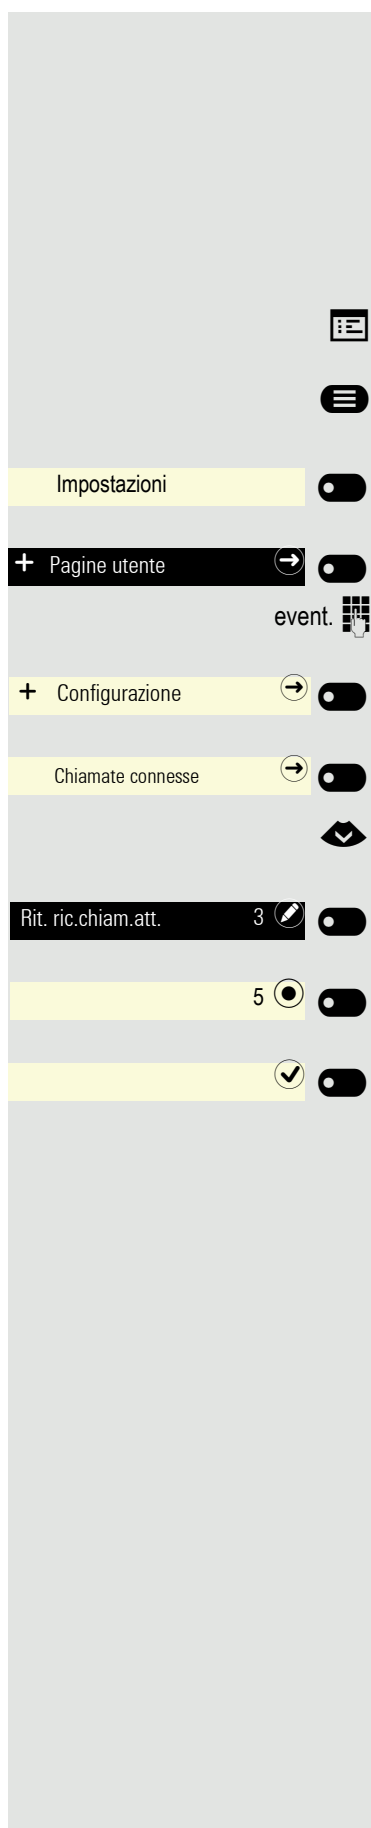 Impostazioni
+ Pagine utente
event.
+ Configurazione
Chiamate connesse
Rit. ric.chiam.att. 3
5